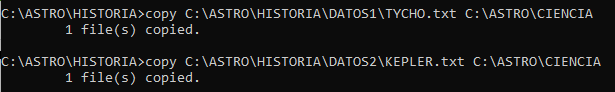 C:\ASTRO\HISTORIA>copy C:\ASTRO\HISTORIA\DATOS1\TYCHO.txt C:\ASTRO\CIENCIA
        1 file(s) copied.
C:\ASTRO\HISTORIA>copy C:\ASTRO\HISTORIA\DATOS2\KEPLER.txt C:\ASTRO\CIENCIA
        1 file(s) copied.